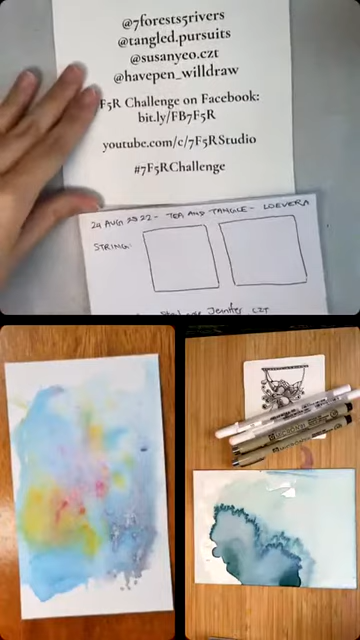 @7forests5rivers
@tangled.pursuits
@susanyeo.czt
@havepen_willdraw
F5R Challenge on Facebook:
bit.ly/FB7F5R
youtube.com/c/7F5RStudio
#7F5RChallenge
24 AUG 2022 - TEA AND TANGLE - LOEVERA
STRING:
Jennifer CZT